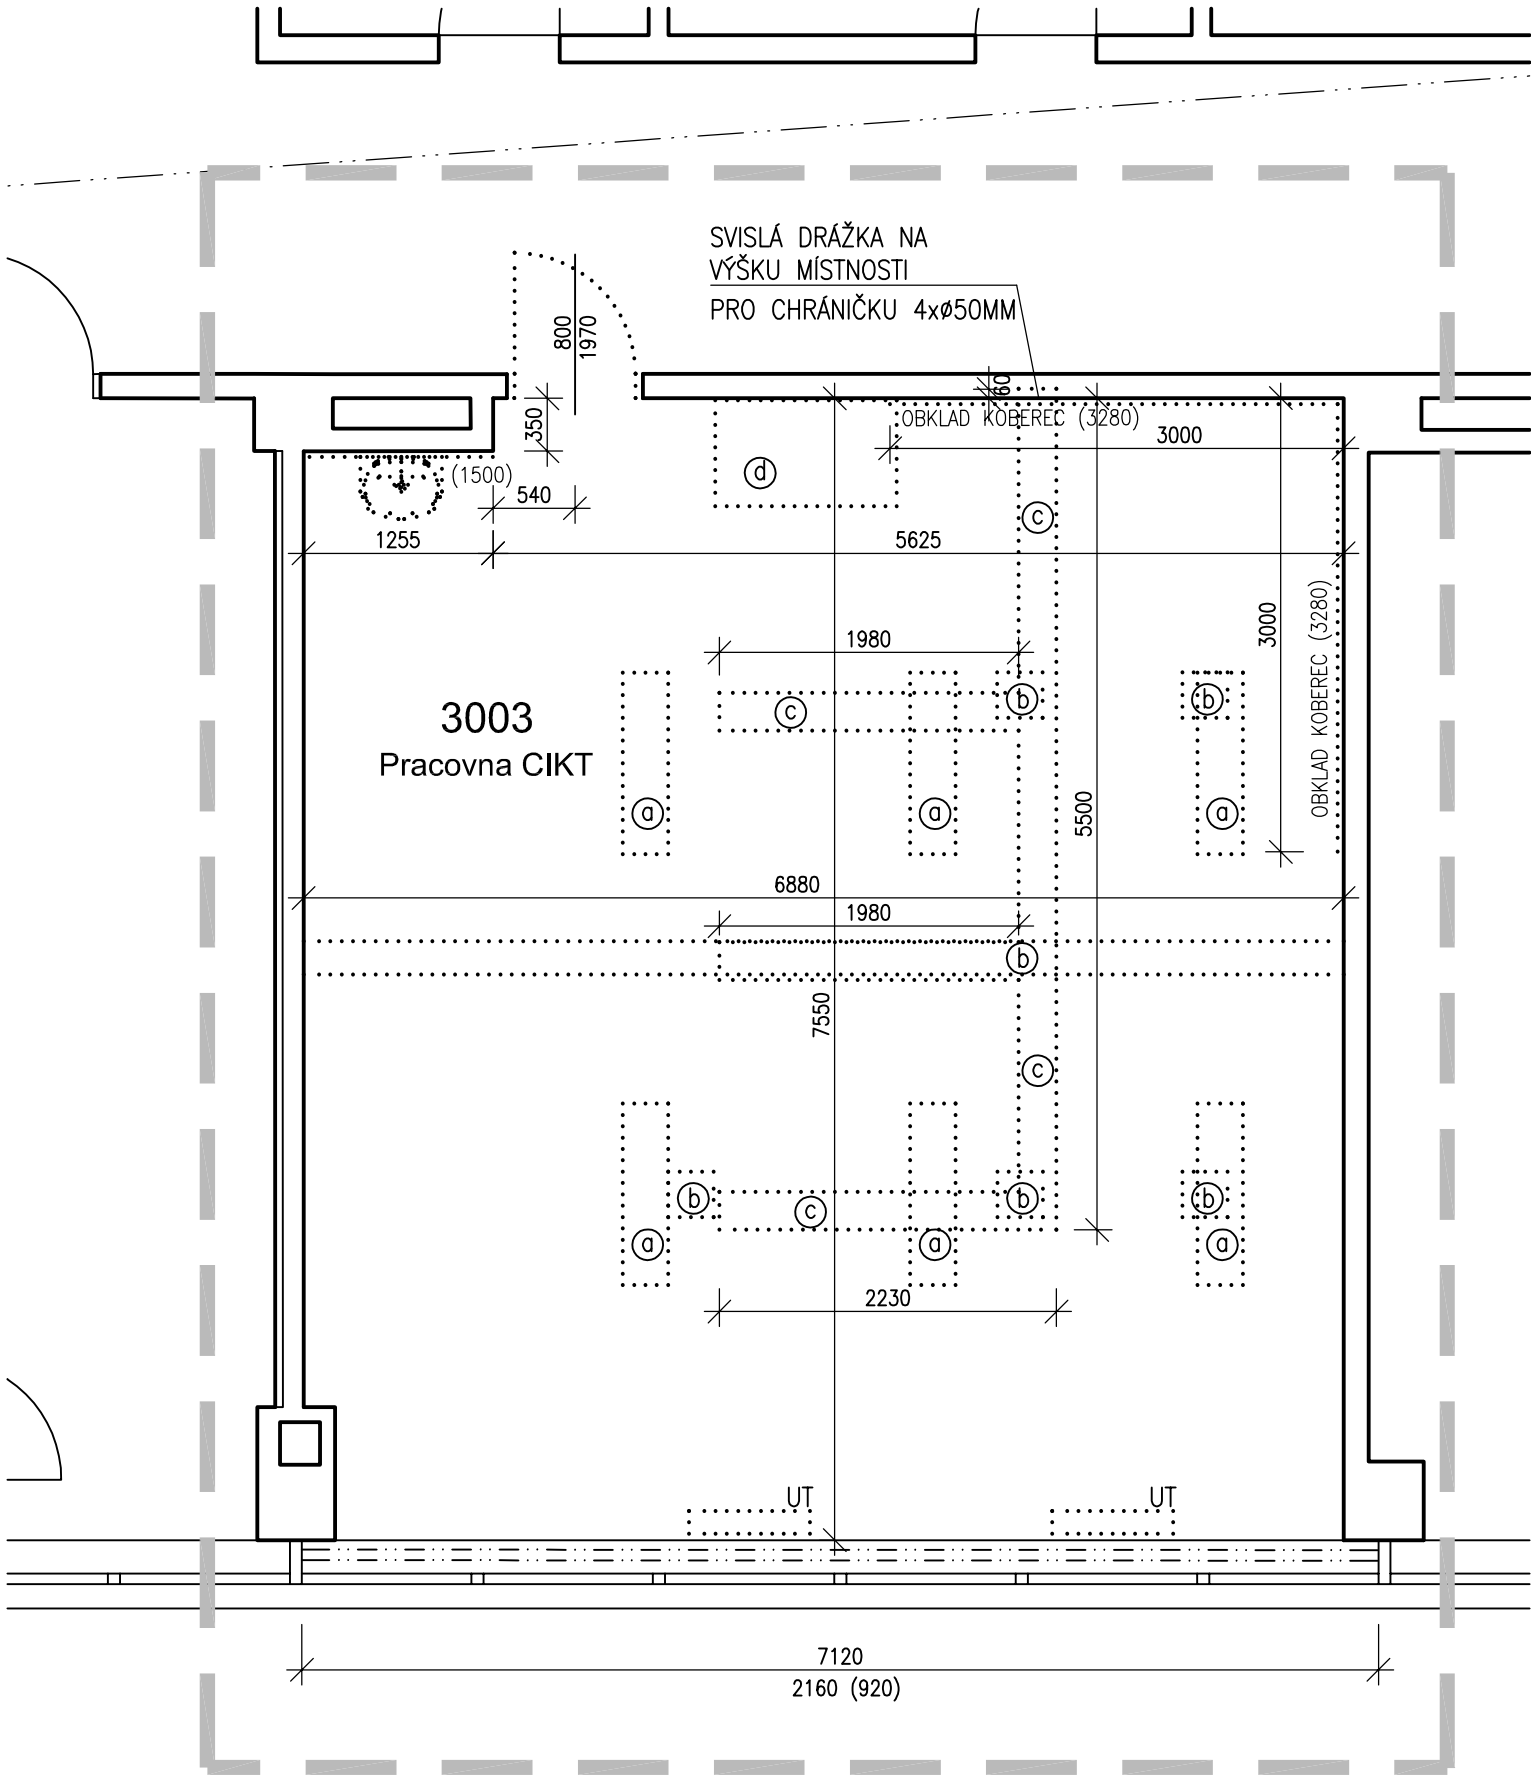 SVISLÁ DRÁŽKA NA
VÝŠKU MÍSTNOSTI
PRO CHRÁNIČKU 4xø50MM
800
1970
60
350
OBKLAD KOBEREC (3280)
3000
d
(1500)
540
c
1255
5625
3000
OBKLAD KOBEREC (3280)
1980
3003
Pracovna CIKT
c
b
b
a
a
a
5500
6880
1980
b
7550
c
b
c
b
b
a
a
a
2230
UT
UT
7120
2160 (920)